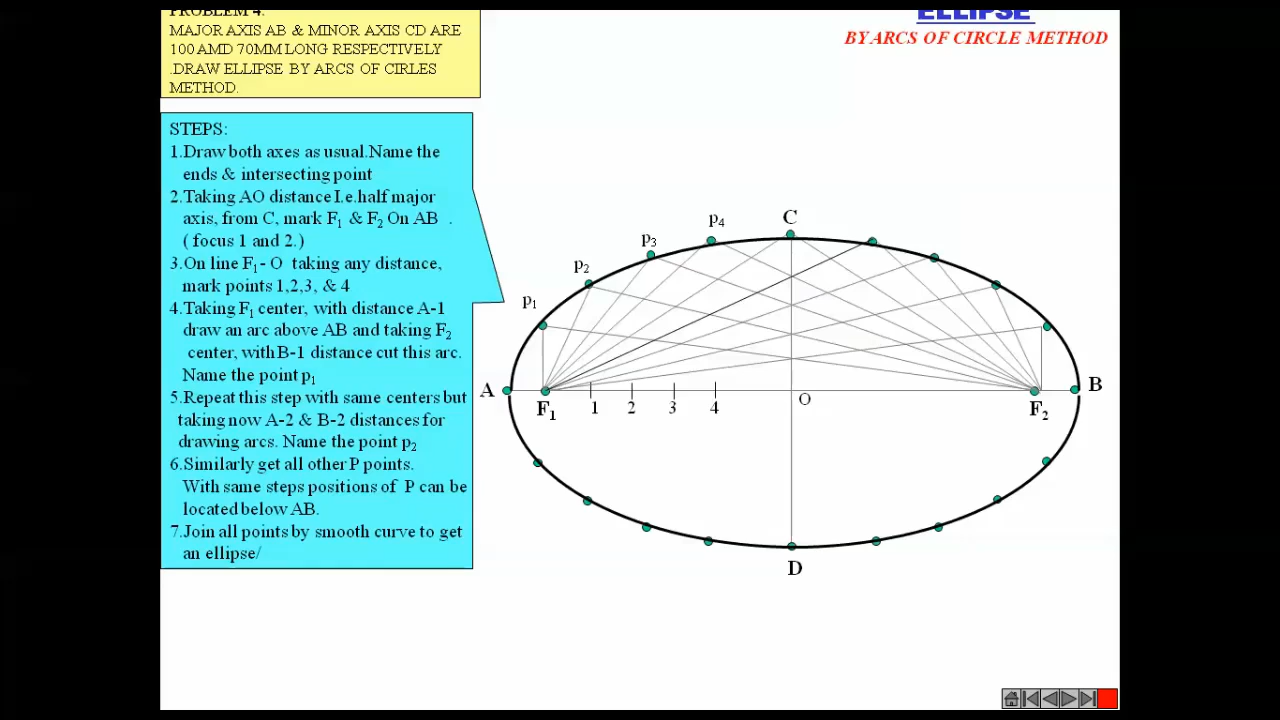 PROBLEM 4.
MAJOR AXIS AB & MINOR AXIS CD ARE
100 AMD 70MM LONG RESPECTIVELY
.DRAW ELLIPSE BY ARCS OF CIRLES
METHOD.
ELLIPSE
BY ARCS OF CIRCLE METHOD
STEPS:
1.Draw both axes as usual.Name the
ends & intersecting point
2.Taking AO distance I.e.half major
axis, from C, mark F1 & F2 On AB .
( focus 1 and 2.)
3.On line F1- O taking any distance,
mark points 1,2,3, & 4
4.Taking F1 center, with distance A-1
draw an arc above AB and taking F2
center, with B-1 distance cut this arc.
Name the point p1
5.Repeat this step with same centers but
taking now A-2 & B-2 distances for
drawing arcs. Name the point p2
6.Similarly get all other P points.
With same steps positions of P can be
located below AB.
7.Join all points by smooth curve to get
an ellipse/
C
p4
p3
p2
p1
A
B
F1
1
2
3
4
O
F2
D